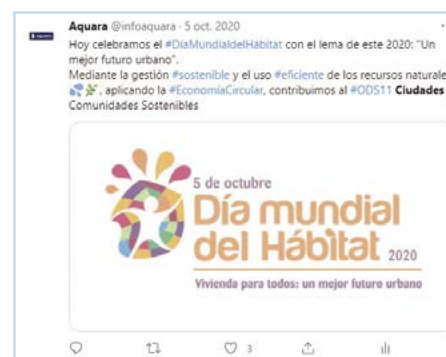 Aquara @infoaquara · 5 oct. 2020
Hoy celebramos el #DíaMundialdelHábitat con el lema de este 2020: "Un
mejor futuro urbano".
Mediante la gestión #sostenible y el uso #eficiente de los recursos naturale
💦🌿, aplicando la #EconomíaCircular, contribuimos al #ODS11 Ciudades
Comunidades Sostenibles
5 de octubre
Día mundial
del Hábitat 2020
Vivienda para todos: un mejor futuro urbano
3